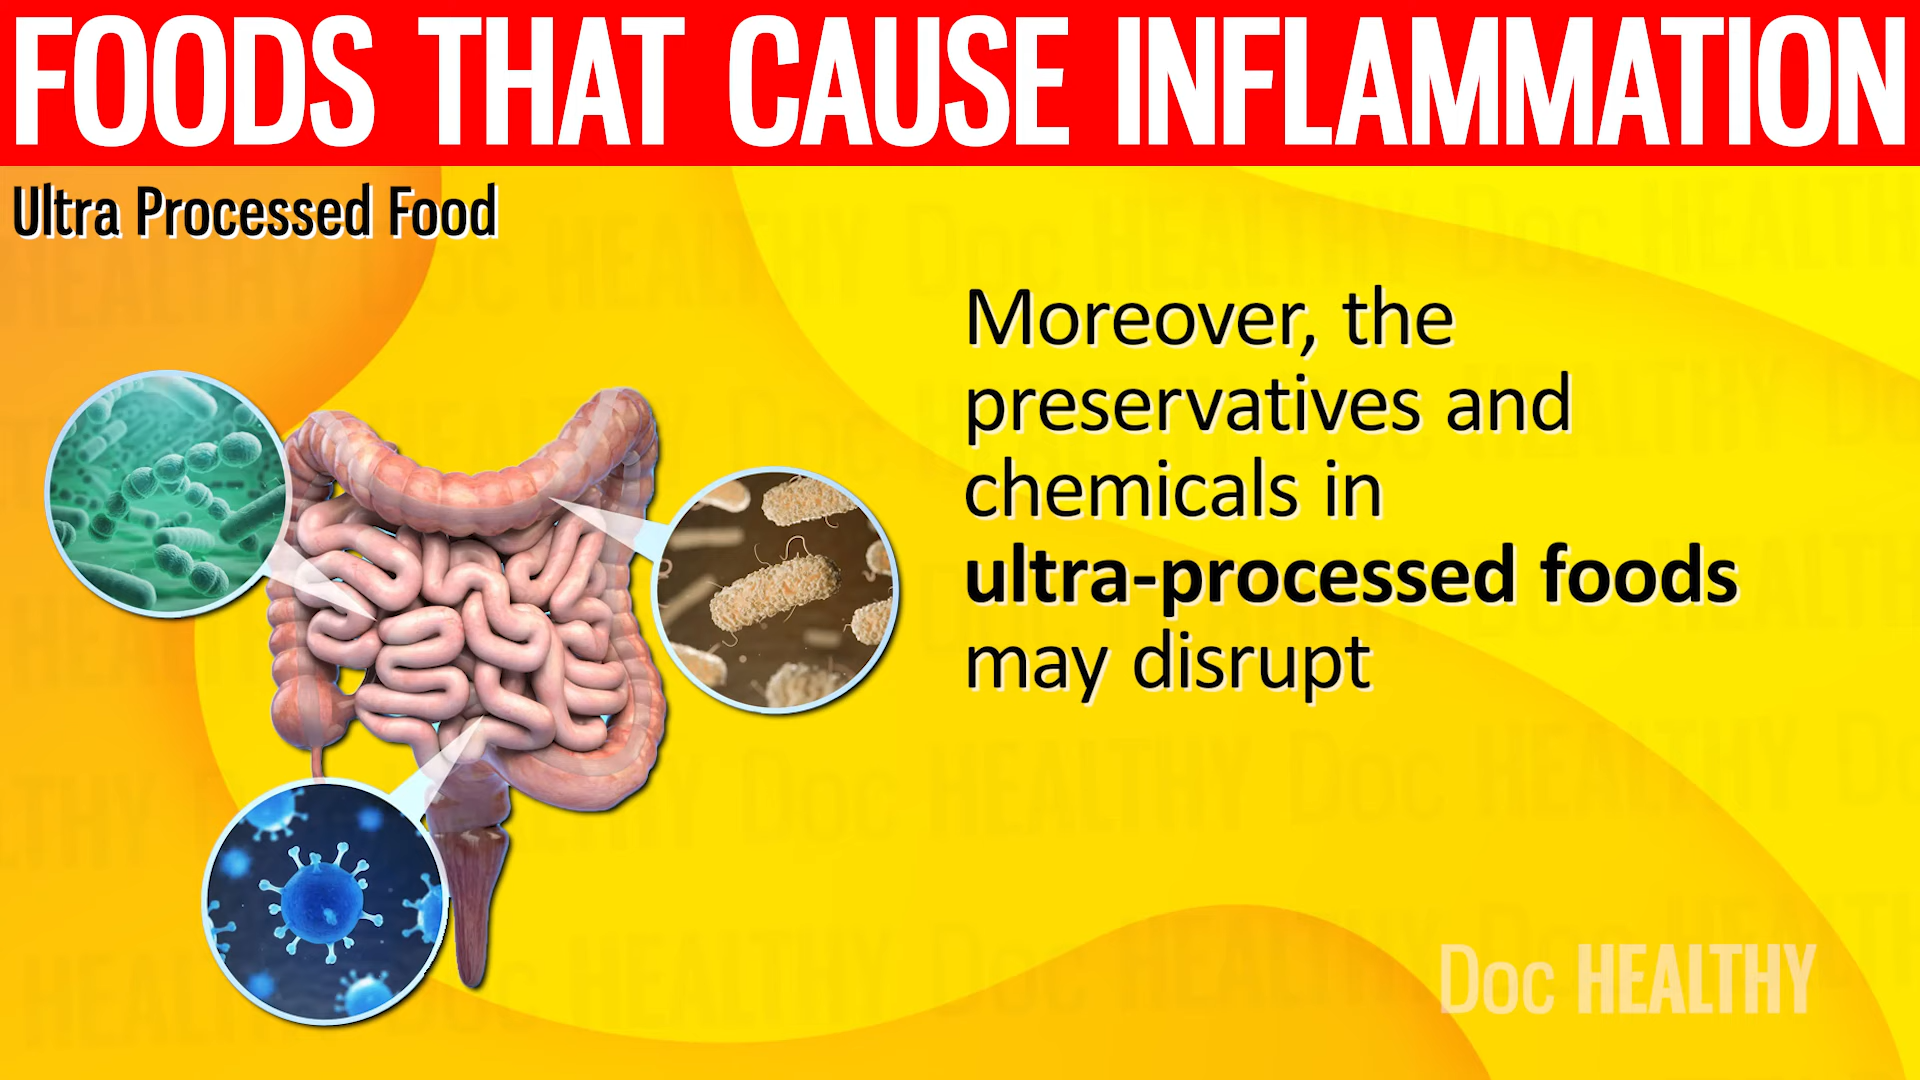 FOODS THAT CAUSE INFLAMMATION
Ultra Processed Food
Moreover, the
preservatives and
chemicals in
ultra-processed foods
may disrupt
Doc HEALTHY